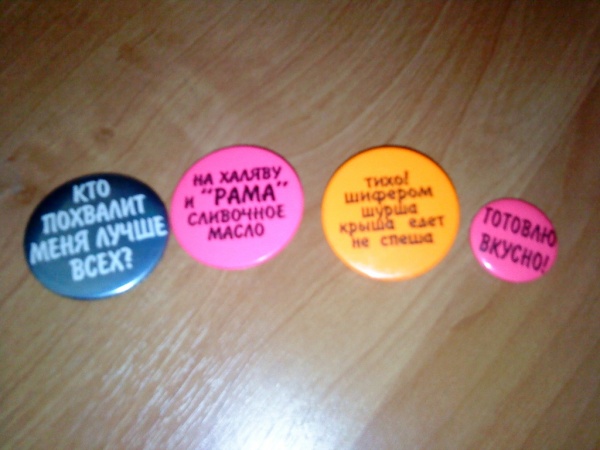 КТО
ПОХВАЛИТ
МЕНЯ ЛУЧШЕ
ВСЕХ?
НА ХАЛЯВУ
И "РАМА"
СЛИВОЧНОЕ
МАСЛО
ТИХО!
ШИФЕРОМ
ШУРША
КРЫША ЕДЕТ
НЕ СПЕША
ГОТОВЛЮ
ВКУСНО!